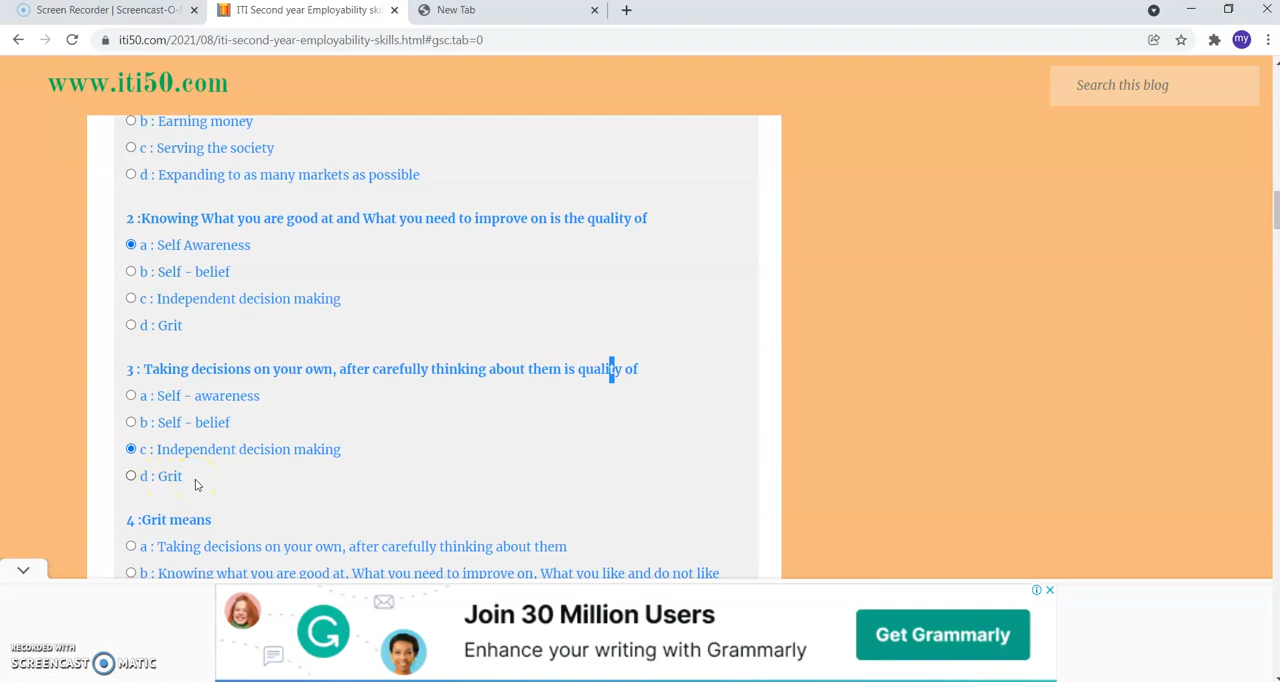 Screen Recorder | Screencast-O-
ITI Second year Employability ski
New Tab
iti50.com/2021/08/iti-second-year-employability-skills.html#gsc.tab=0
my
www.iti50.com
Search this blog
b : Earning money
c : Serving the society
d : Expanding to as many markets as possible
2 :Knowing What you are good at and What you need to improve on is the quality of
a : Self Awareness
b : Self - belief
c : Independent decision making
d : Grit
3 : Taking decisions on your own, after carefully thinking about them is quality of
a : Self - awareness
b : Self - belief
c : Independent decision making
d : Grit
4 :Grit means
a : Taking decisions on your own, after carefully thinking about them
b : Knowing what you are good at, What you need to improve on, What you like and do not like
Join 30 Million Users
Enhance your writing with Grammarly
Get Grammarly
RECORDED WITH
SCREENCAST MATIC